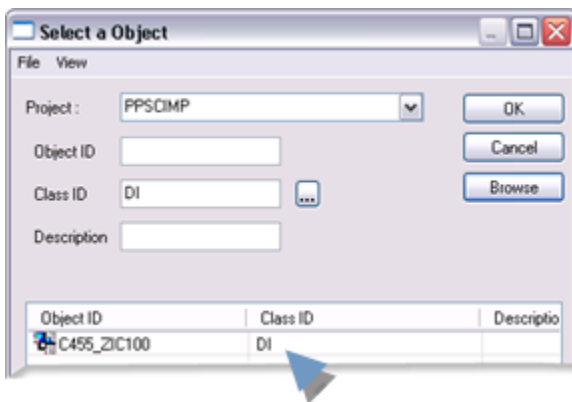 Select a Object
File View
Project : PPSCIMP OK
Object ID Cancel
Class ID DI ... Browse
Description
Object ID Class ID Descriptio
C455_ZIC100 DI